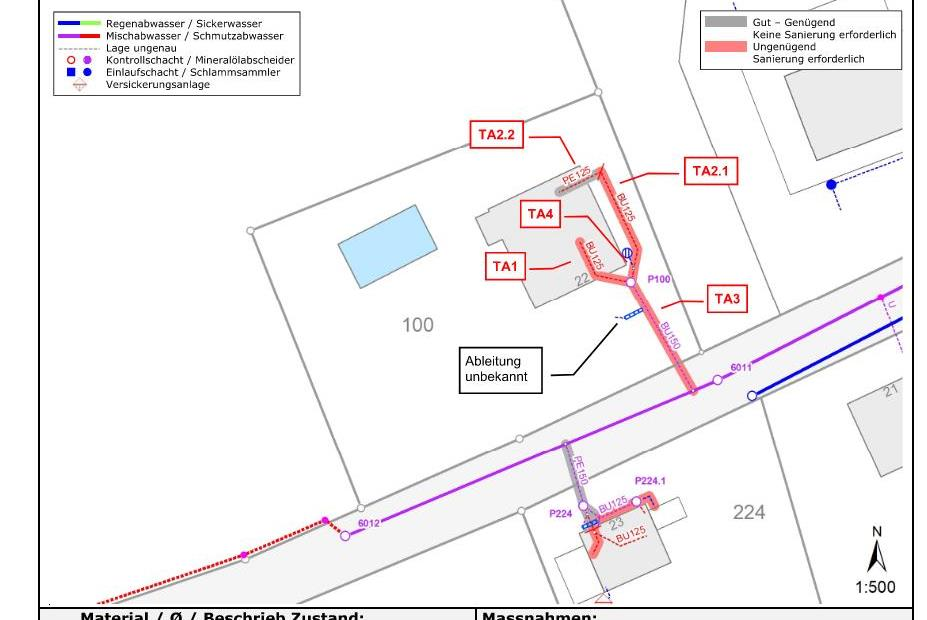 Regenabwasser / Sickerwasser
Mischabwasser / Schmutzabwasser
Lage ungenau
Kontrollschacht / Mineralölabscheider
Einlaufschacht / Schlammsammler
Versickerungsanlage
Gut – Genügend
Keine Sanierung erforderlich
Ungenügend
Sanierung erforderlich
TA2.2
TA2.1
PE125
BU125
TA4
BU125
TA1
22
P100
TA3
100
BU150
Ableitung
unbekannt
6011
U
21
PE150
P224.1
BU125
P224
23
BU125
224
6012
N
1:500
Material / Ø / Beschrieb Zustand:
Massnahmen: